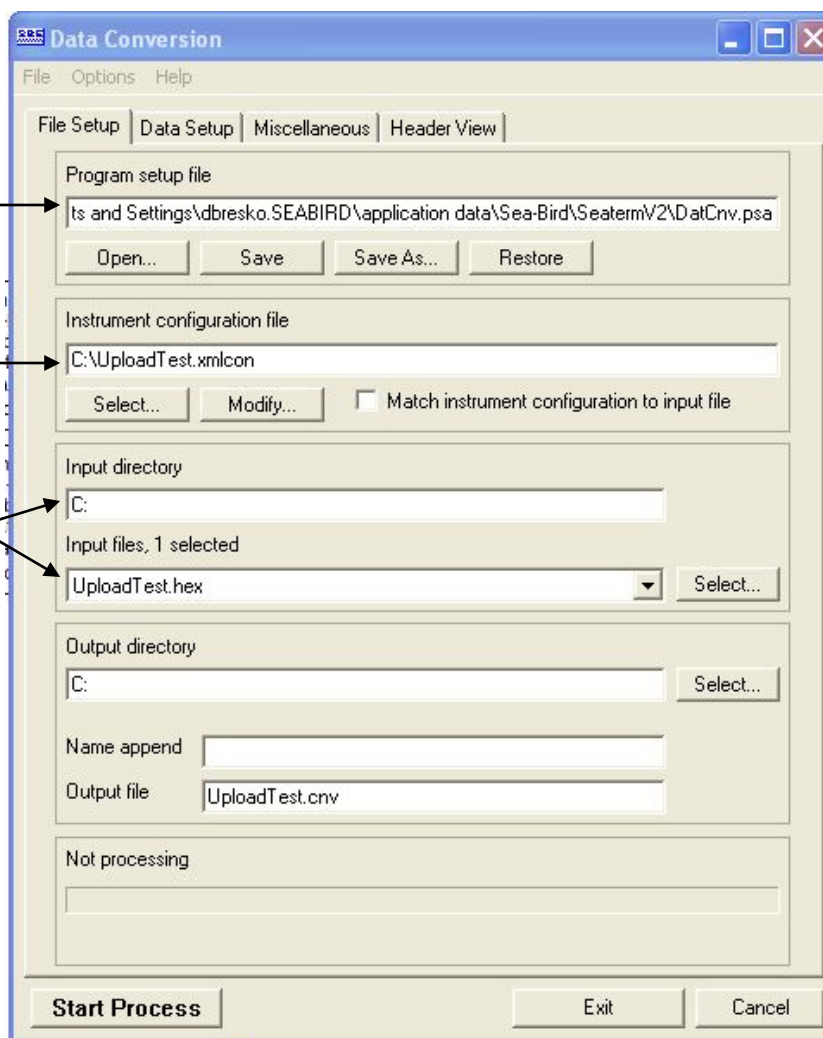 SBE Data Conversion
File Options Help
File Setup Data Setup Miscellaneous Header View
Program setup file
ts and Settings\dbresko.SEABIRD\application data\Sea-Bird\SeatermV2\DatCnv.psa
Open... Save Save As... Restore
Instrument configuration file
C:\UploadTest.xmlcon
Select... Modify... Match instrument configuration to input file
Input directory
C:
Input files, 1 selected
UploadTest.hex Select...
Output directory
C: Select...
Name append
Output file UploadTest.cnv
Not processing
Start Process Exit Cancel